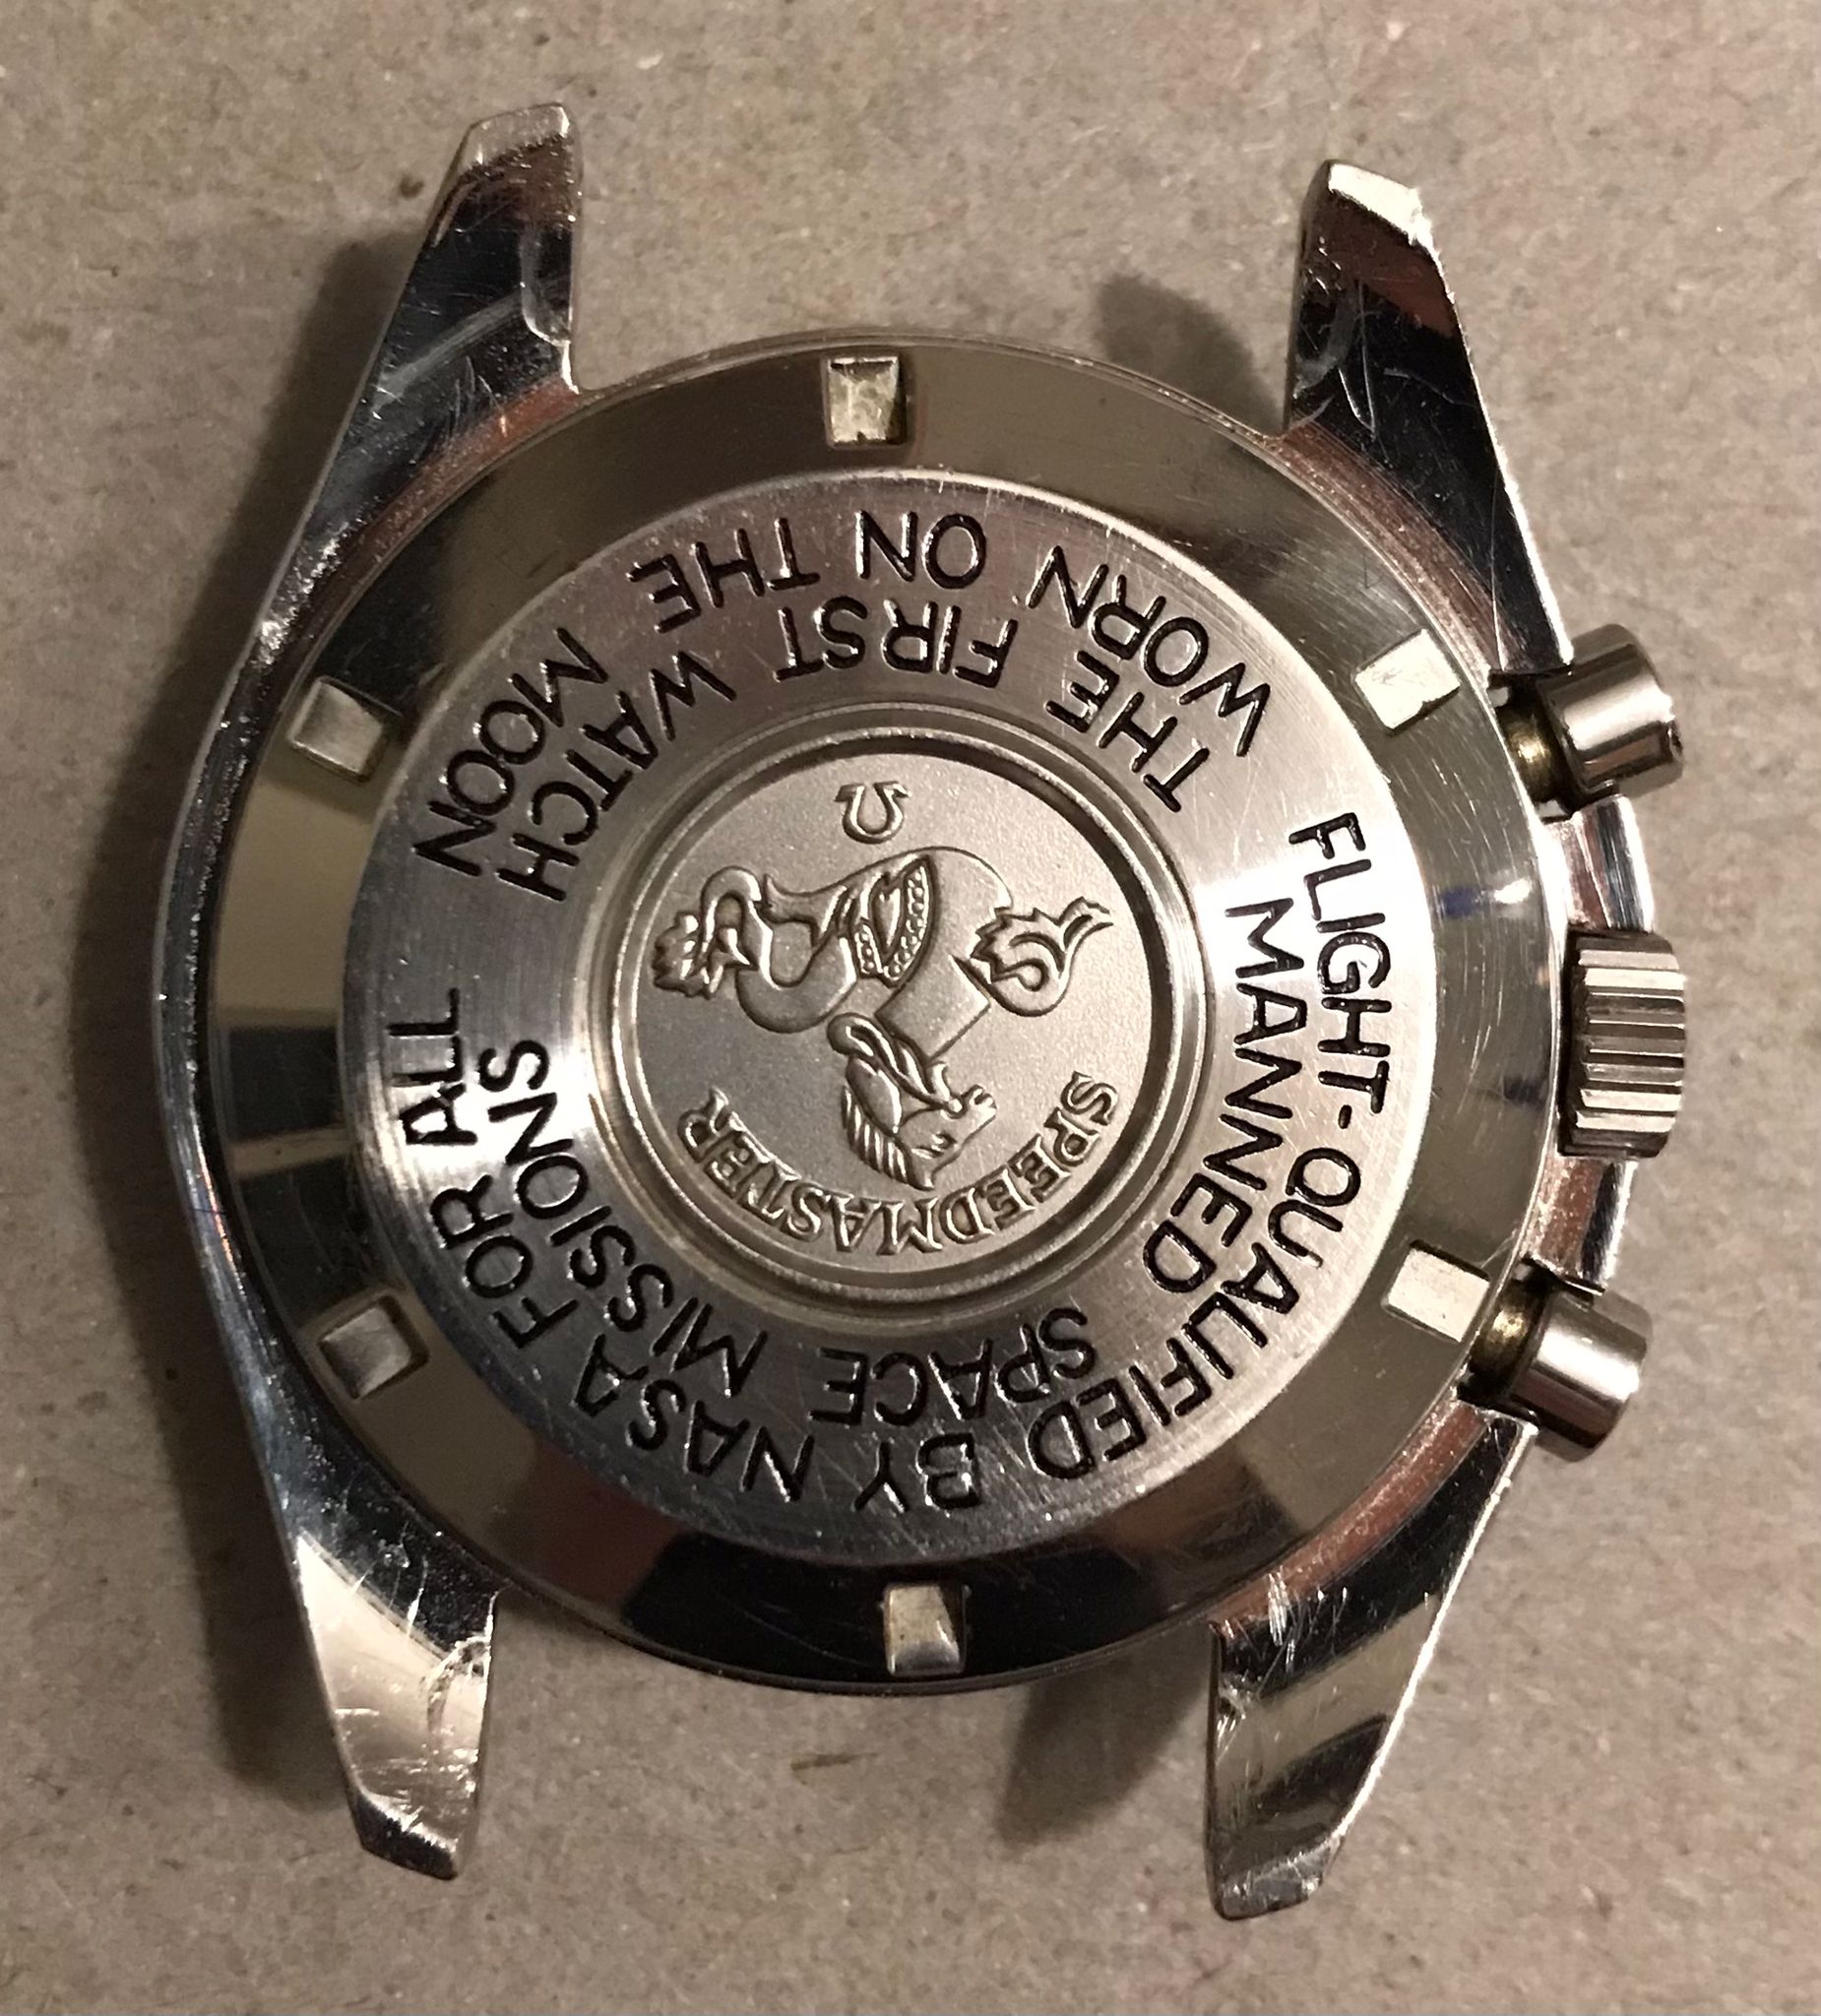 FLIGHT-QUALIFIED BY NASA FOR ALL
MANNED SPACE MISSIONS
THE FIRST WATCH
WORN ON THE MOON
Ω
SPEEDMASTER